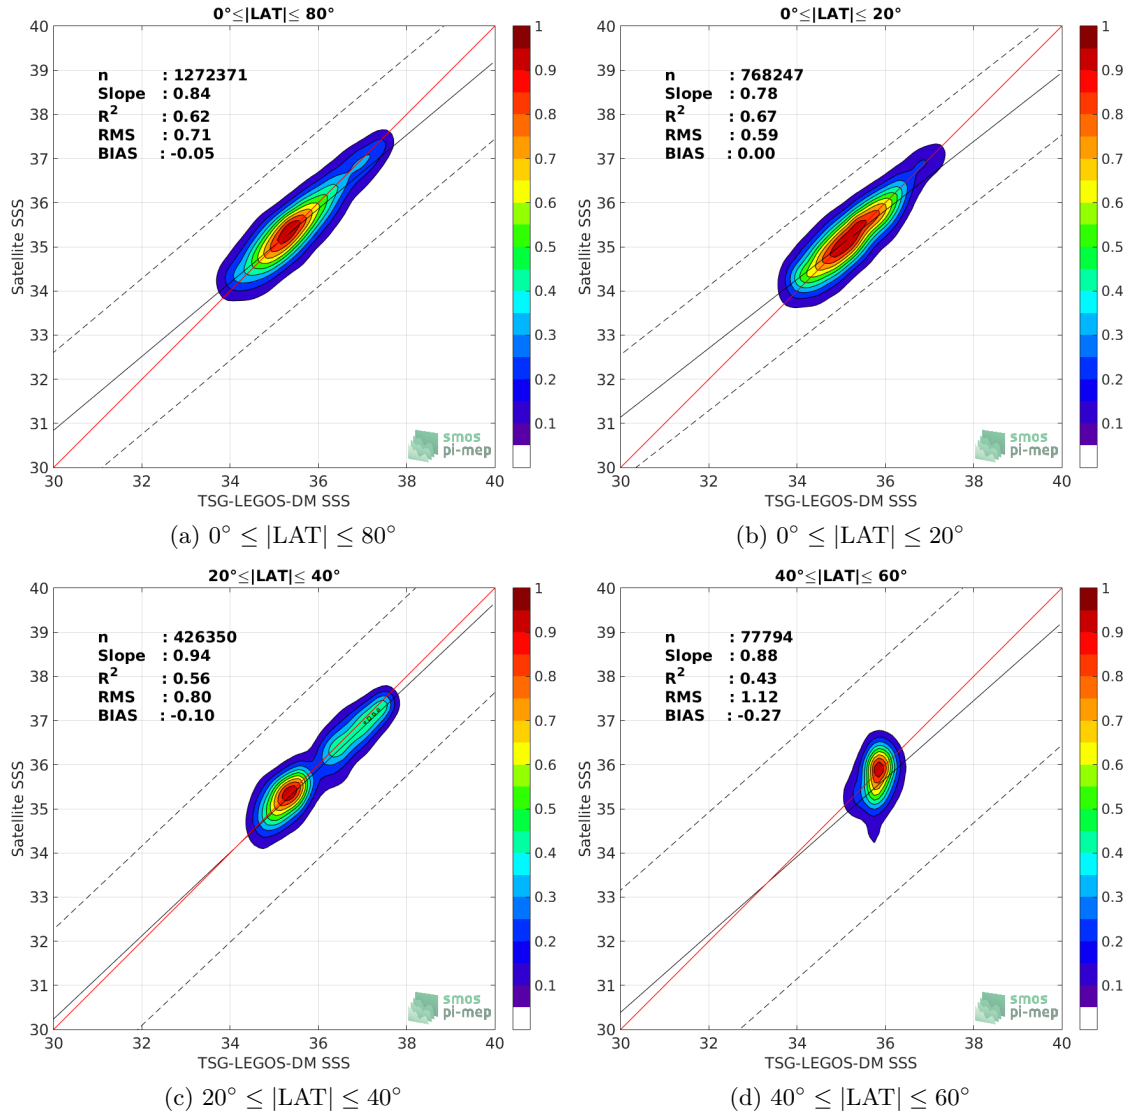 0°≤|LAT|≤ 80°
40
39
38
37
36
35
34
33
32
31
30
Satellite SSS
n : 1272371
Slope : 0.84
R² : 0.62
RMS : 0.71
BIAS : -0.05
smos
pi-mep
30 32 34 36 38 40
TSG-LEGOS-DM SSS
1
0.9
0.8
0.7
0.6
0.5
0.4
0.3
0.2
0.1
(a) 0° ≤ |LAT| ≤ 80°
0°≤|LAT|≤ 20°
40
39
38
37
36
35
34
33
32
31
30
Satellite SSS
n : 768247
Slope : 0.78
R² : 0.67
RMS : 0.59
BIAS : 0.00
smos
pi-mep
30 32 34 36 38 40
TSG-LEGOS-DM SSS
1
0.9
0.8
0.7
0.6
0.5
0.4
0.3
0.2
0.1
(b) 0° ≤ |LAT| ≤ 20°
20°≤|LAT|≤ 40°
40
39
38
37
36
35
34
33
32
31
30
Satellite SSS
n : 426350
Slope : 0.94
R² : 0.56
RMS : 0.80
BIAS : -0.10
smos
pi-mep
30 32 34 36 38 40
TSG-LEGOS-DM SSS
1
0.9
0.8
0.7
0.6
0.5
0.4
0.3
0.2
0.1
(c) 20° ≤ |LAT| ≤ 40°
40°≤|LAT|≤ 60°
40
39
38
37
36
35
34
33
32
31
30
Satellite SSS
n : 77794
Slope : 0.88
R² : 0.43
RMS : 1.12
BIAS : -0.27
smos
pi-mep
30 32 34 36 38 40
TSG-LEGOS-DM SSS
1
0.9
0.8
0.7
0.6
0.5
0.4
0.3
0.2
0.1
(d) 40° ≤ |LAT| ≤ 60°